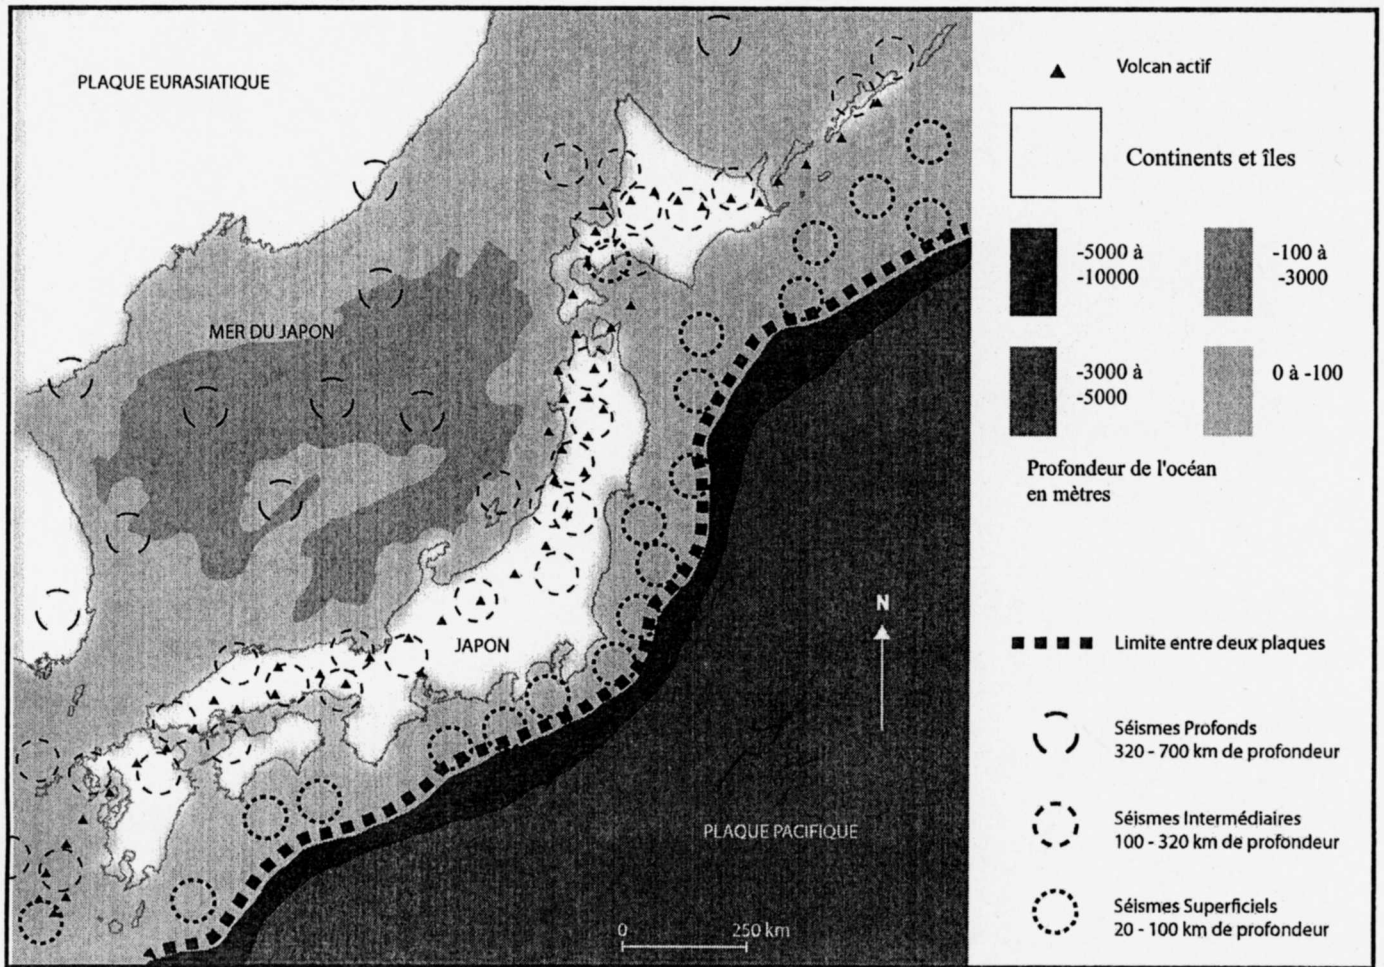 PLAQUE EURASIATIQUE
MER DU JAPON
JAPON
PLAQUE PACIFIQUE
N
0 250 km
Volcan actif
Continents et îles
-5000 à
-10000
-100 à
-3000
-3000 à
-5000
0 à -100
Profondeur de l'océan
en mètres
Limite entre deux plaques
Séismes Profonds
320 - 700 km de profondeur
Séismes Intermédiaires
100 - 320 km de profondeur
Séismes Superficiels
20 - 100 km de profondeur